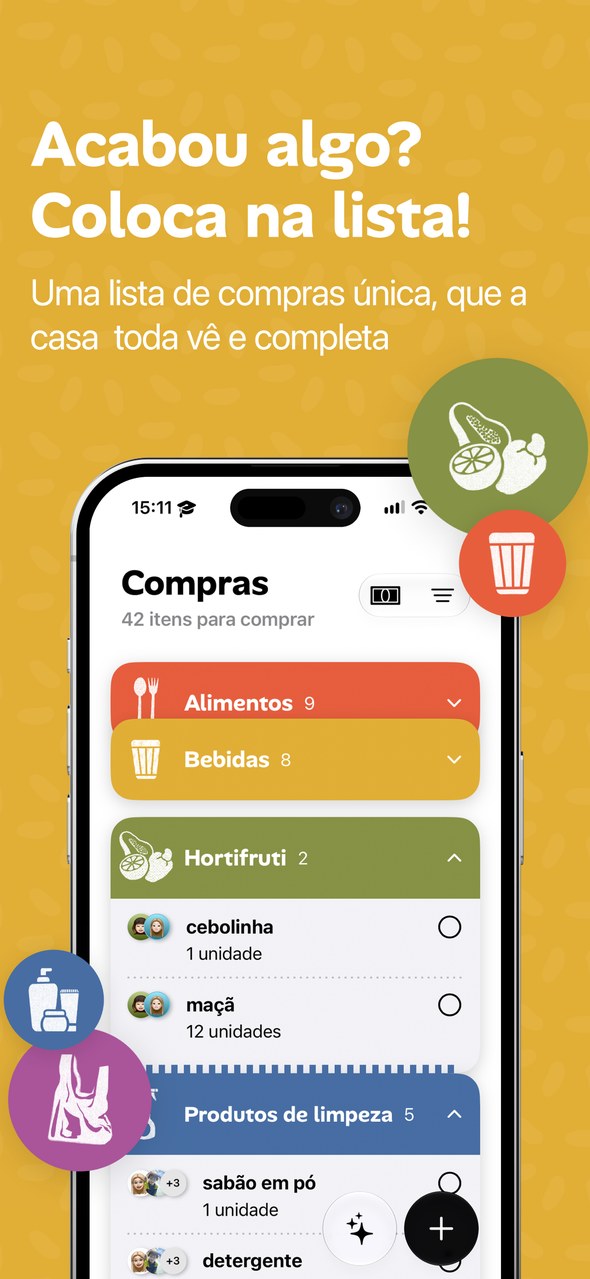 Acabou algo?
Coloca na lista!
Uma lista de compras única, que a
casa toda vê e completa
15:11
Compras
42 itens para comprar
Alimentos 9
Bebidas 8
Hortifruti 2
cebolinha
1 unidade
maçã
12 unidades
Produtos de limpeza 5
+3
sabão em pó
1 unidade
+3
detergente